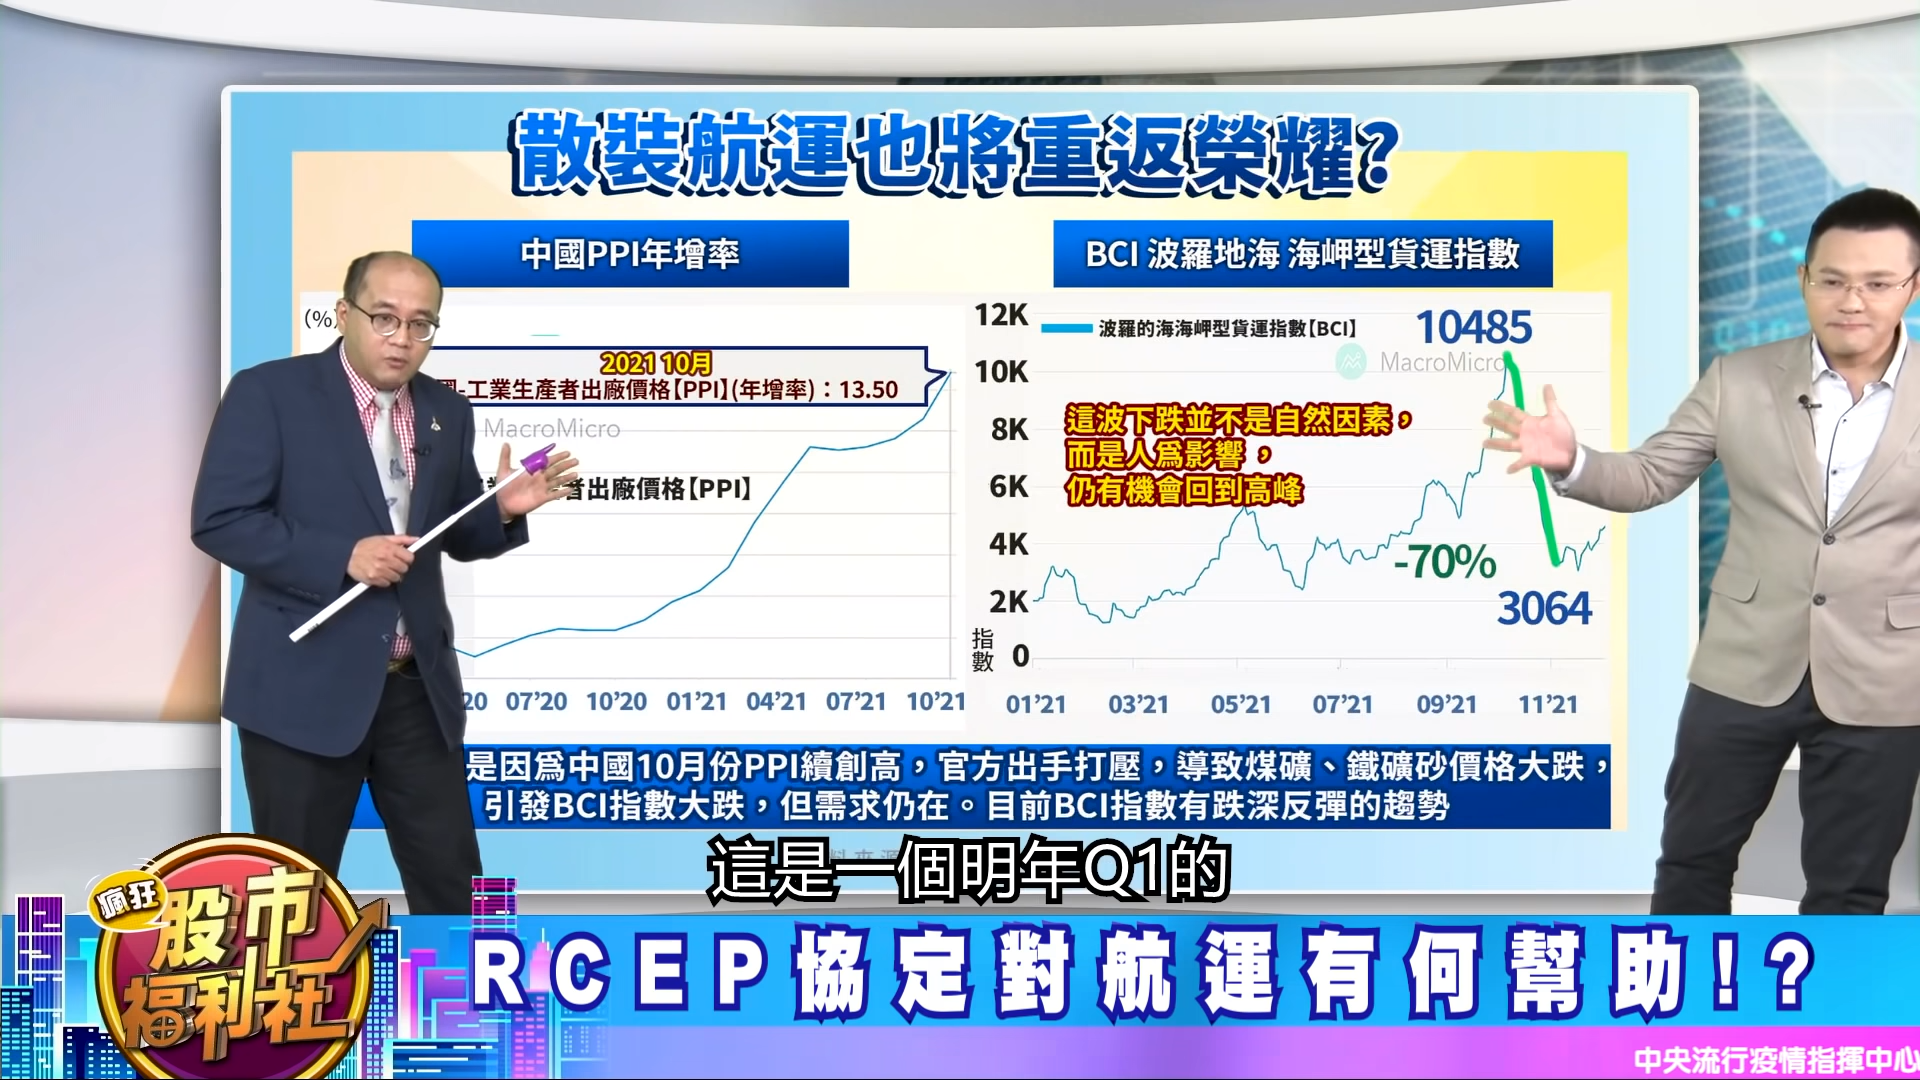 散裝航運也將重返榮耀?
中國PPI年增率
(%)
2021 10月
-工業生產者出廠價格【PPI】(年增率):13.50
MacroMicro
者出廠價格【PPI】
20 07'20 10'20 01'21 04'21 07'21 10'21
BCI 波羅地海 海岬型貨運指數
12K
10K
8K
6K
4K
2K
0
指數
波羅的海海岬型貨運指數【BCI】
10485
MacroMicro
這波下跌並不是自然因素,
而是人為影響,
仍有機會回到高峰
-70%
3064
01'21 03'21 05'21 07'21 09'21 11'21
是因為中國10月份PPI續創高,官方出手打壓,導致煤礦、鐵礦砂價格大跌,
引發BCI指數大跌,但需求仍在。目前BCI指數有跌深反彈的趨勢
這是一個明年Q1的
瘋狂
股市
福利社
RCEP協定對航運有何幫助!?
中央流行疫情指揮中心